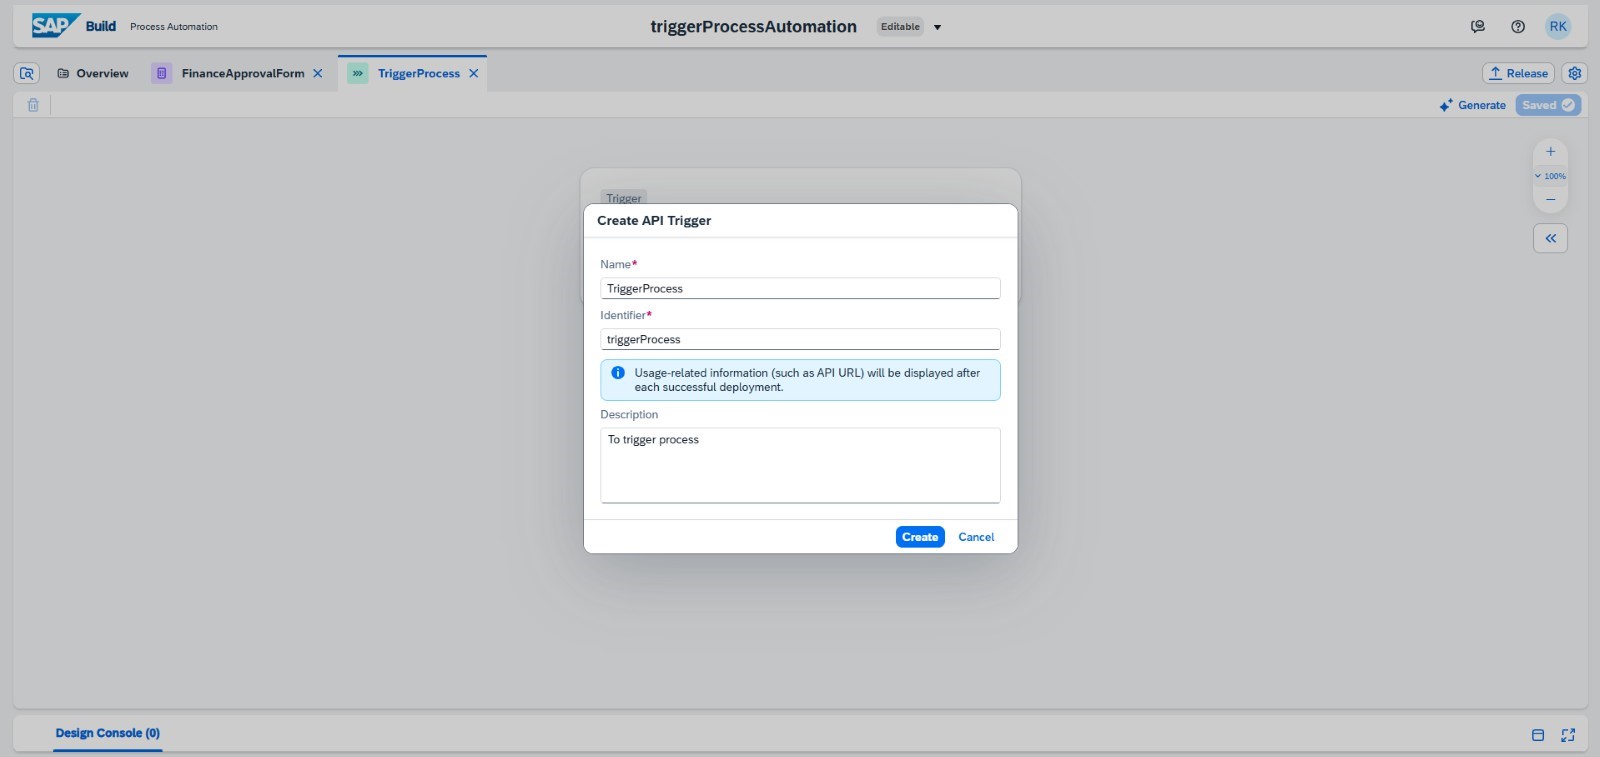 SAP Build Process Automation
triggerProcessAutomation Editable
RK
Overview FinanceApprovalForm TriggerProcess
Release
Generate Saved
100%
Trigger
Create API Trigger
Name*
TriggerProcess
Identifier*
triggerProcess
Usage-related information (such as API URL) will be displayed after
each successful deployment.
Description
To trigger process
Create Cancel
Design Console (0)